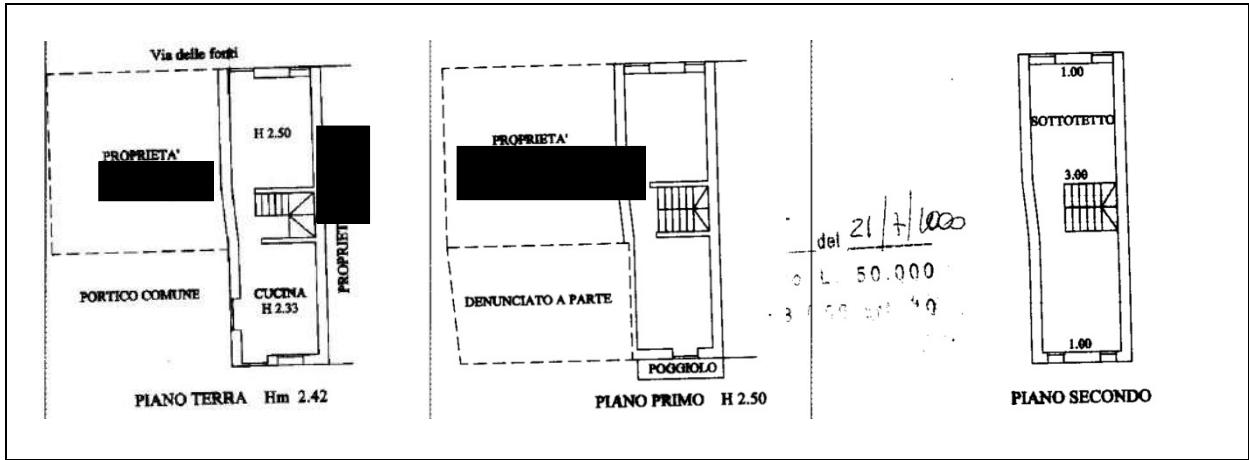 Via delle fonti
H 2.50
PROPRIETA'
PROPRIET
PORTICO COMUNE
CUCINA
H 2.33
PIANO TERRA Hm 2.42
PROPRIETA'
DENUNCIATO A PARTE
POGGIOLO
PIANO PRIMO H 2.50
del 21/7/
L. 50.000
1.00
SOTTOTETTO
3.00
1.00
PIANO SECONDO